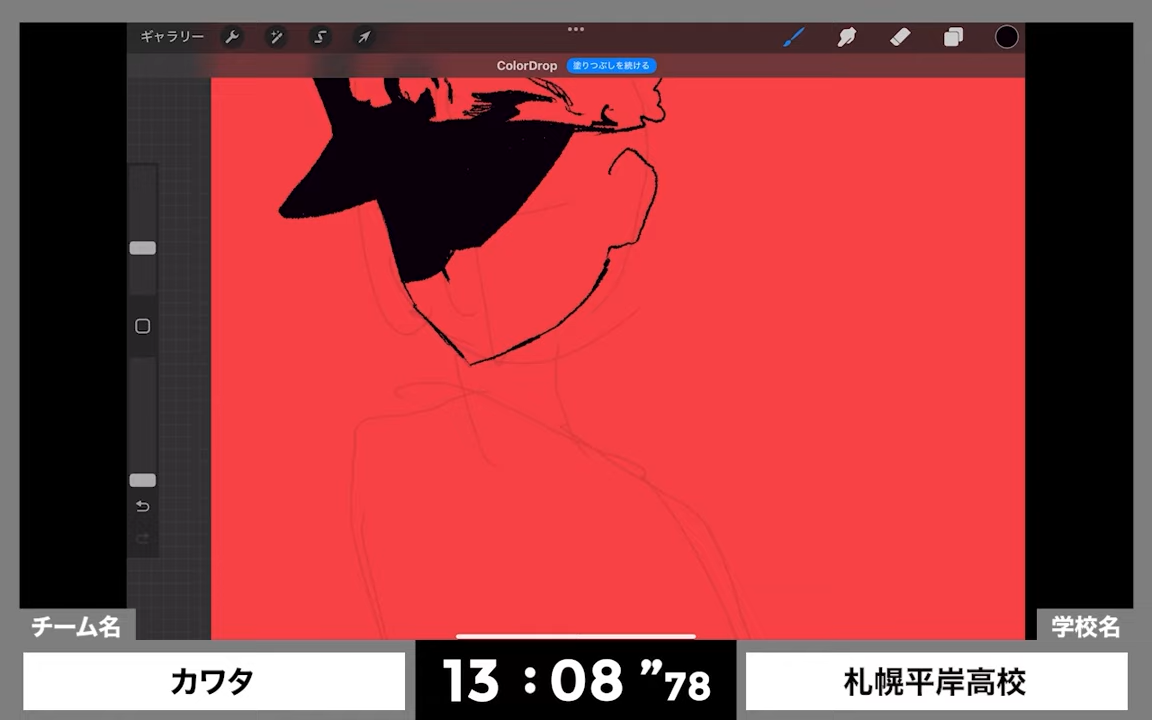 ギャラリー
ColorDrop 塗りつぶしを続ける
チーム名
学校名
カワタ
13:08"78
札幌平岸高校